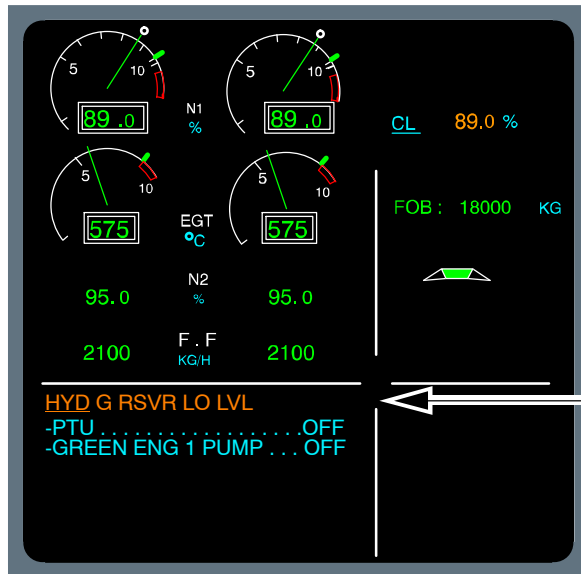 5 10
5 10
89 .0 N1 89 .0
%
CL 89.0 %
5 10
5 10
575 EGT 575
°C
FOB : 18000 KG
N2
95.0 % 95.0
F . F
2100 KG/H 2100
HYD G RSVR LO LVL
-PTU . . . . . . . . . . . . . . . . . .OFF
-GREEN ENG 1 PUMP . . . OFF